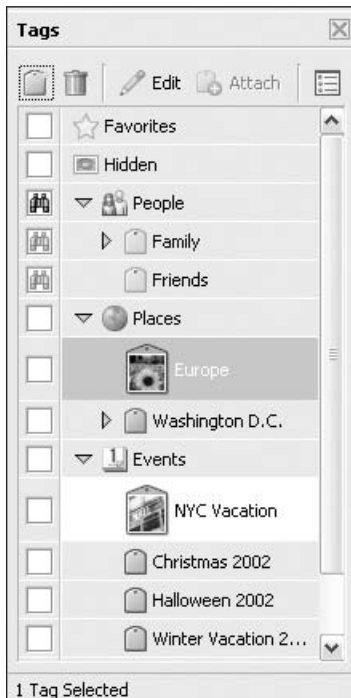 Tags
Edit Attach
Favorites
Hidden
People
Family
Friends
Places
Europe
Washington D.C.
1 Events
NYC Vacation
Christmas 2002
Halloween 2002
Winter Vacation 2...
1 Tag Selected